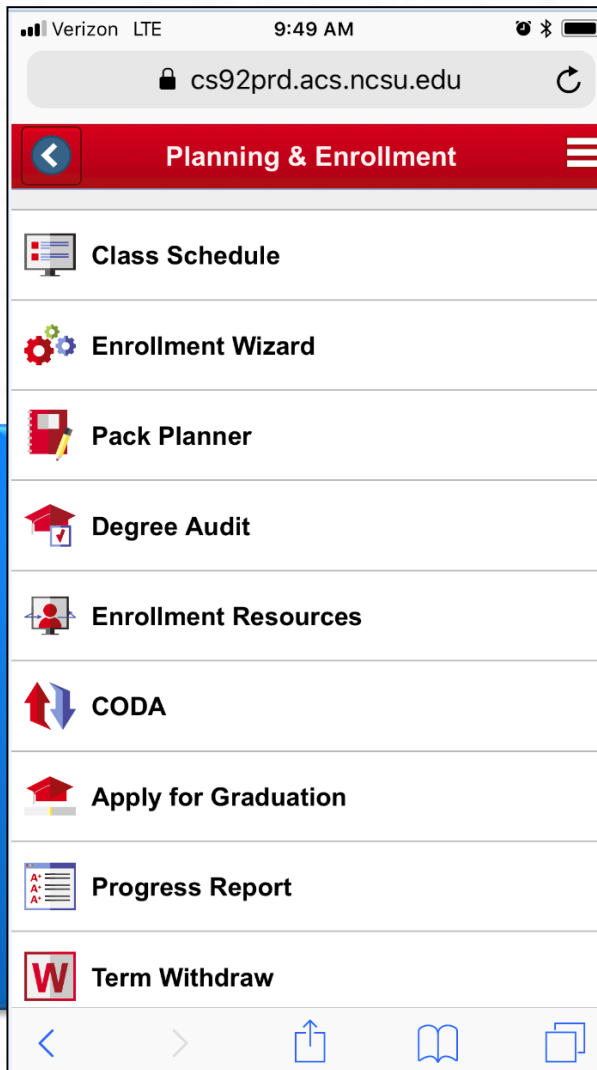 Verizon LTE 9:49 AM
cs92prd.acs.ncsu.edu
Planning & Enrollment
Class Schedule
Enrollment Wizard
Pack Planner
Degree Audit
Enrollment Resources
CODA
Apply for Graduation
A+
A+
A+
Progress Report
W Term Withdraw